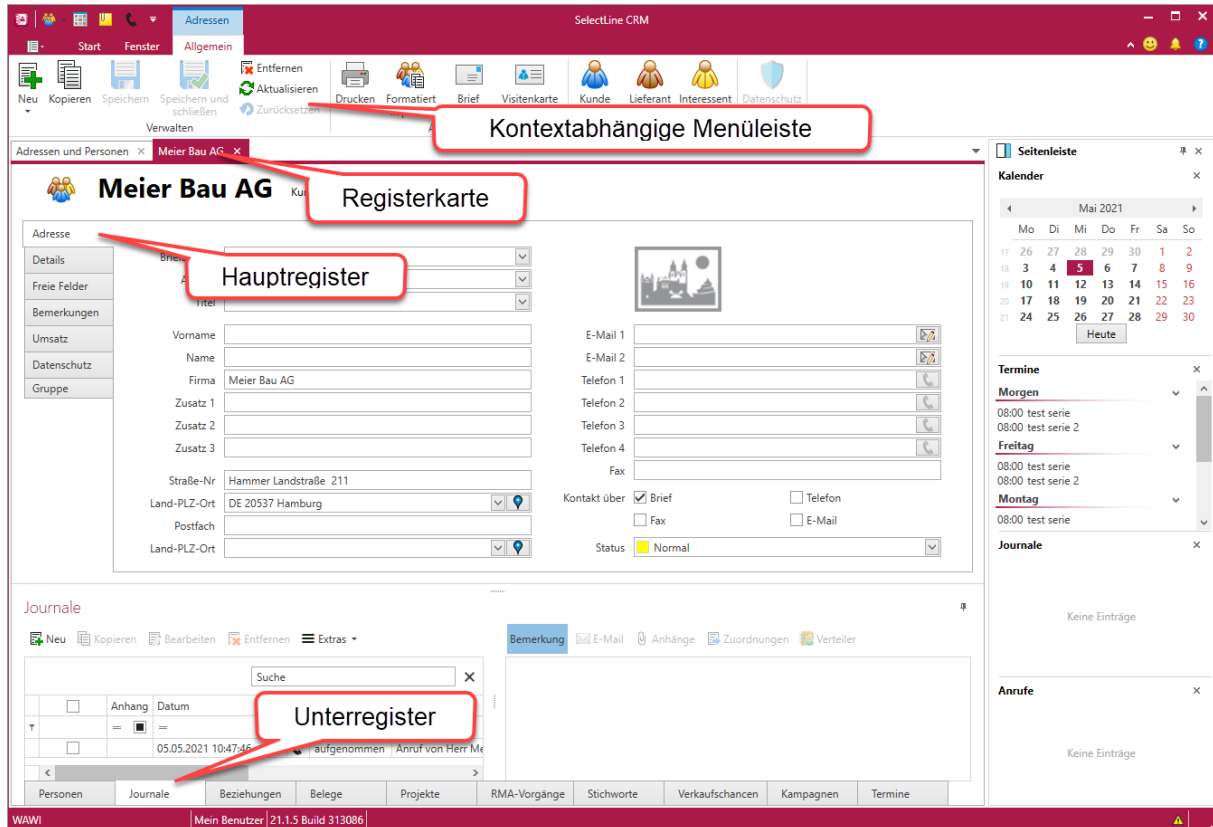 Adressen
SelectLine CRM
Start Fenster Allgemein
Neu Kopieren Speichern Speichern und schließen
Entfernen
Aktualisieren
Zurücksetzen
Drucken Formatiert Brief Visitenkarte Kunde Lieferant Interessent Datenschutz
Verwalten
Kontextabhängige Menüleiste
Adressen und Personen Meier Bau AG
Meier Bau AG
Registerkarte
Adresse
Details
Freie Felder
Bemerkungen
Umsatz
Datenschutz
Gruppe
Hauptregister
Titel
Vorname
Name
Firma Meier Bau AG
Zusatz 1
Zusatz 2
Zusatz 3
Straße-Nr Hammer Landstraße 211
Land-PLZ-Ort DE 20537 Hamburg
Postfach
Land-PLZ-Ort
E-Mail 1
E-Mail 2
Telefon 1
Telefon 2
Telefon 3
Telefon 4
Fax
Kontakt über Brief Telefon
Fax E-Mail
Status Normal
Journale
Neu Kopieren Bearbeiten Entfernen Extras
Bemerkung E-Mail Anhänge Zuordnungen Verteiler
Suche
Anhang Datum
= =
05.05.2021 10:47:46 aufgenommen Anruf von Herr Me
Unterregister
Personen Journale Beziehungen Belege Projekte RMA-Vorgänge Stichworte Verkaufschancen Kampagnen Termine
WAWI Mein Benutzer 21.1.5 Build 313086
Seitenleiste
Kalender
Mai 2021
Mo Di Mi Do Fr Sa So
17 26 27 28 29 30 1 2
18 3 4 5 6 7 8 9
19 10 11 12 13 14 15 16
20 17 18 19 20 21 22 23
21 24 25 26 27 28 29 30
Heute
Termine
Morgen
08:00 test serie
08:00 test serie 2
Freitag
08:00 test serie
08:00 test serie 2
Montag
08:00 test serie
Journale
Keine Einträge
Anrufe
Keine Einträge